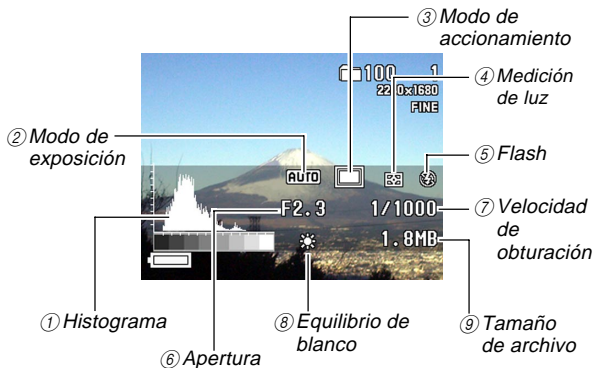 ③ Modo de
accionamiento
100 1
FINE
④ Medición
de luz
② Modo de
exposición
AUTO
⑤ Flash
F2.3
1/1000
⑦ Velocidad
de
obturación
1.8MB
① Histograma
⑧ Equilibrio de
blanco
⑨ Tamaño
de archivo
⑥ Apertura